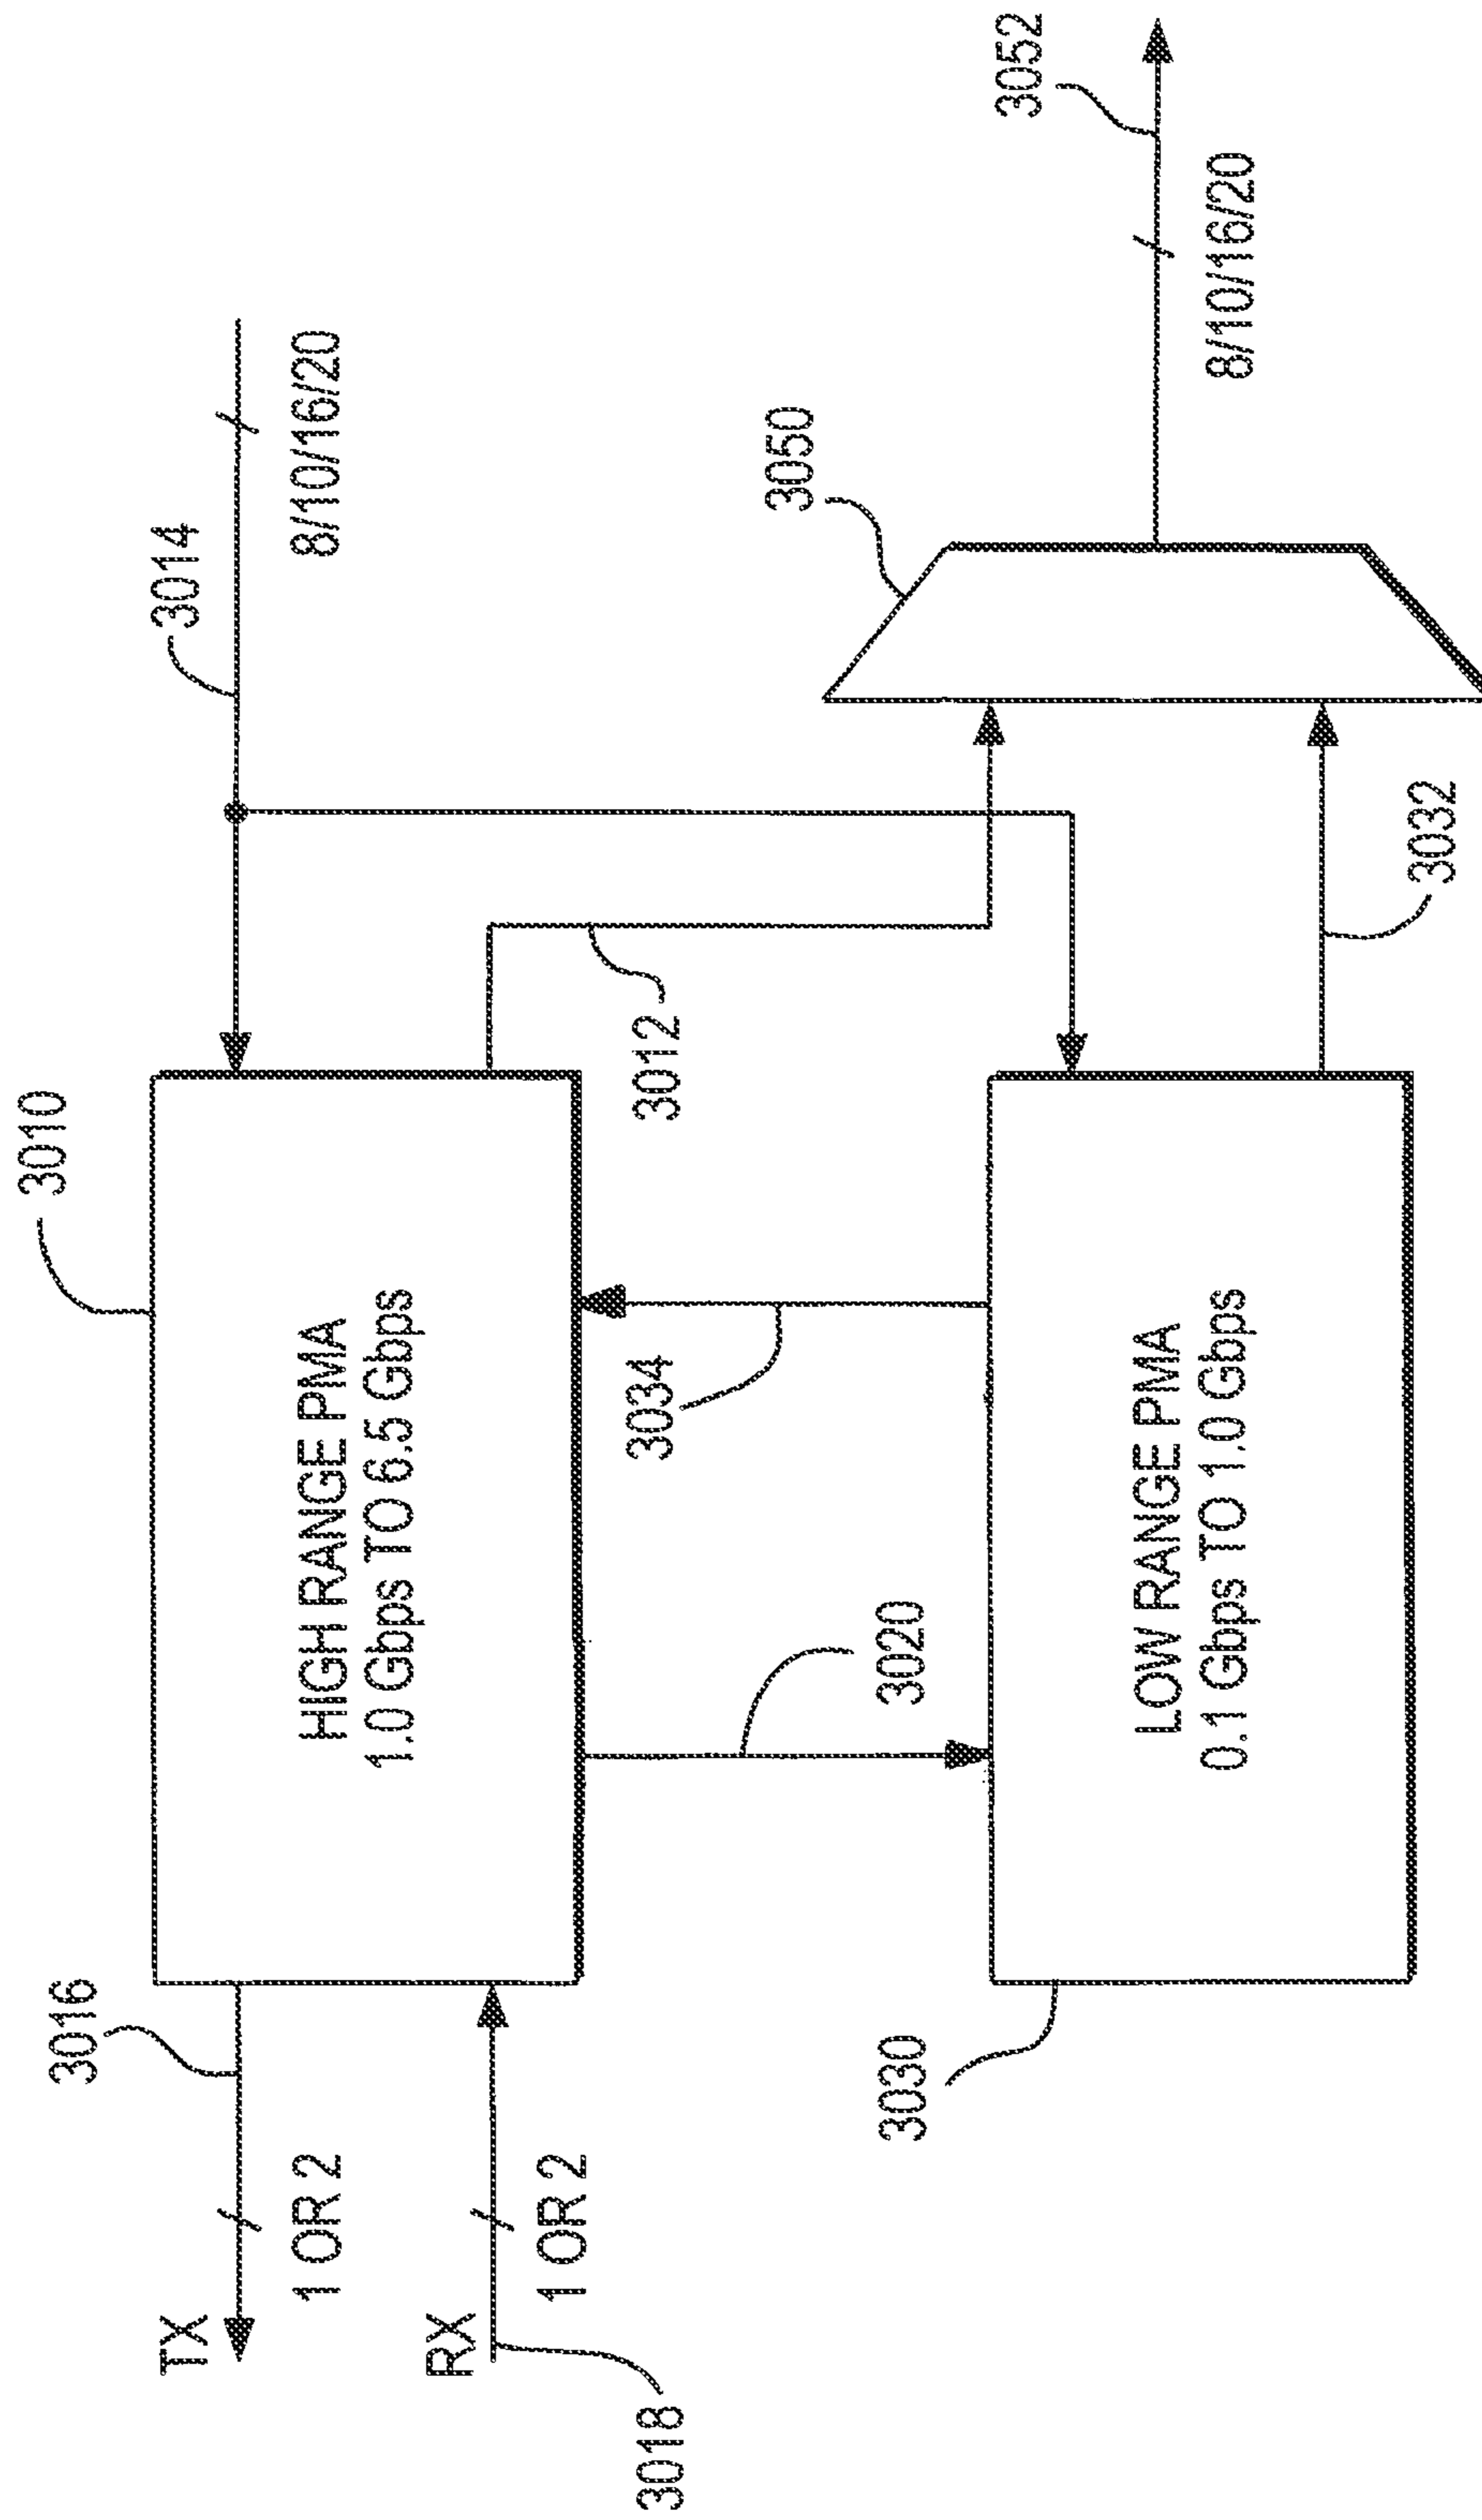 3010
3014
3016
TX
1 OR 2
HIGH RANGE PMA
1.0 Gbps TO 6.5 Gbps
8/10/16/20
RX
1 OR 2
3018
3034
3012
3050
3020
3030
3052
LOW RANGE PMA
0.1 Gbps TO 1.0 Gbps
8/10/16/20
3032